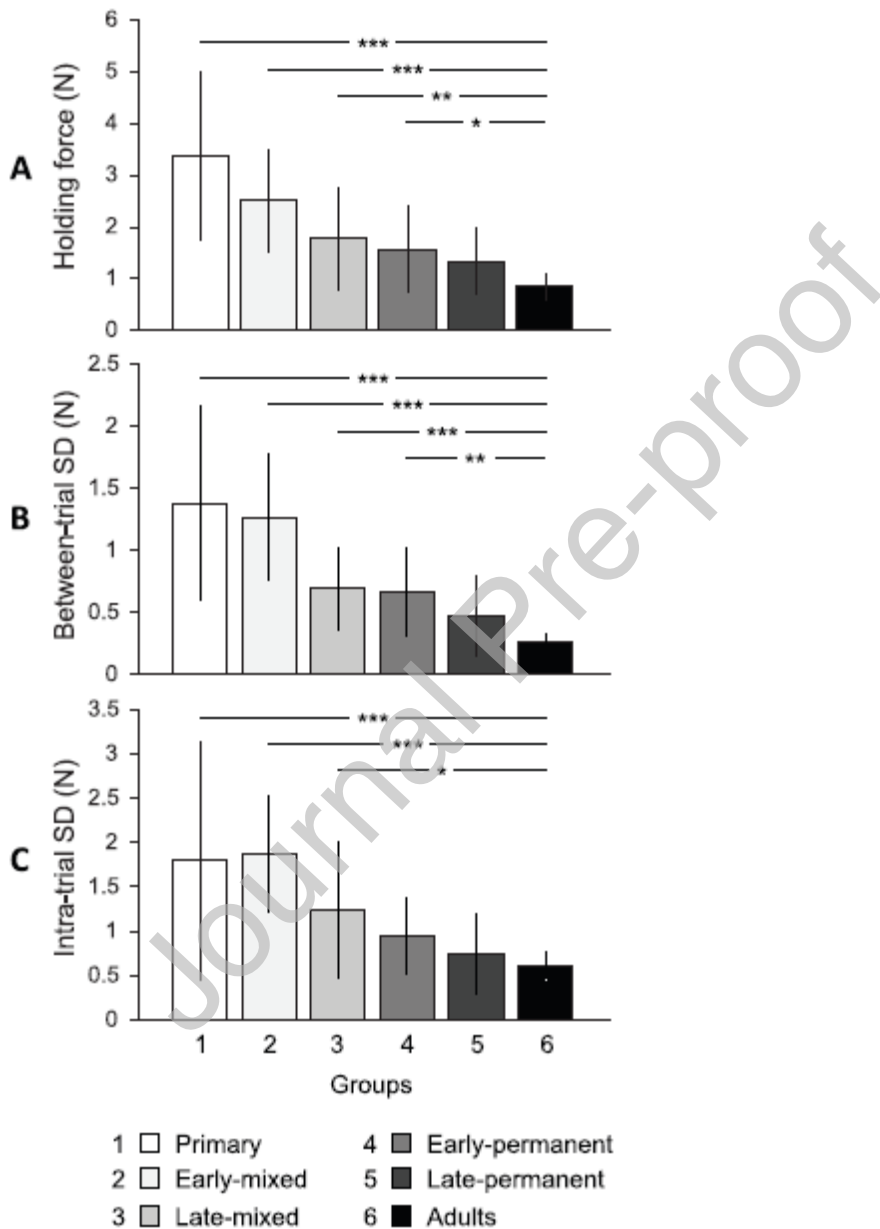 6
***
5
***
**
4
*
A
Holding force (N)
3
2
1
0
2.5
***
2
***
***
**
1.5
B
Between-trial SD (N)
1
0.5
0
3.5
***
3
***
*
2.5
2
C
Intra-trial SD (N)
1.5
1
0.5
0
1 2 3 4 5 6
Groups
1 Primary 4 Early-permanent
2 Early-mixed 5 Late-permanent
3 Late-mixed 6 Adults
Journal Pre-proof